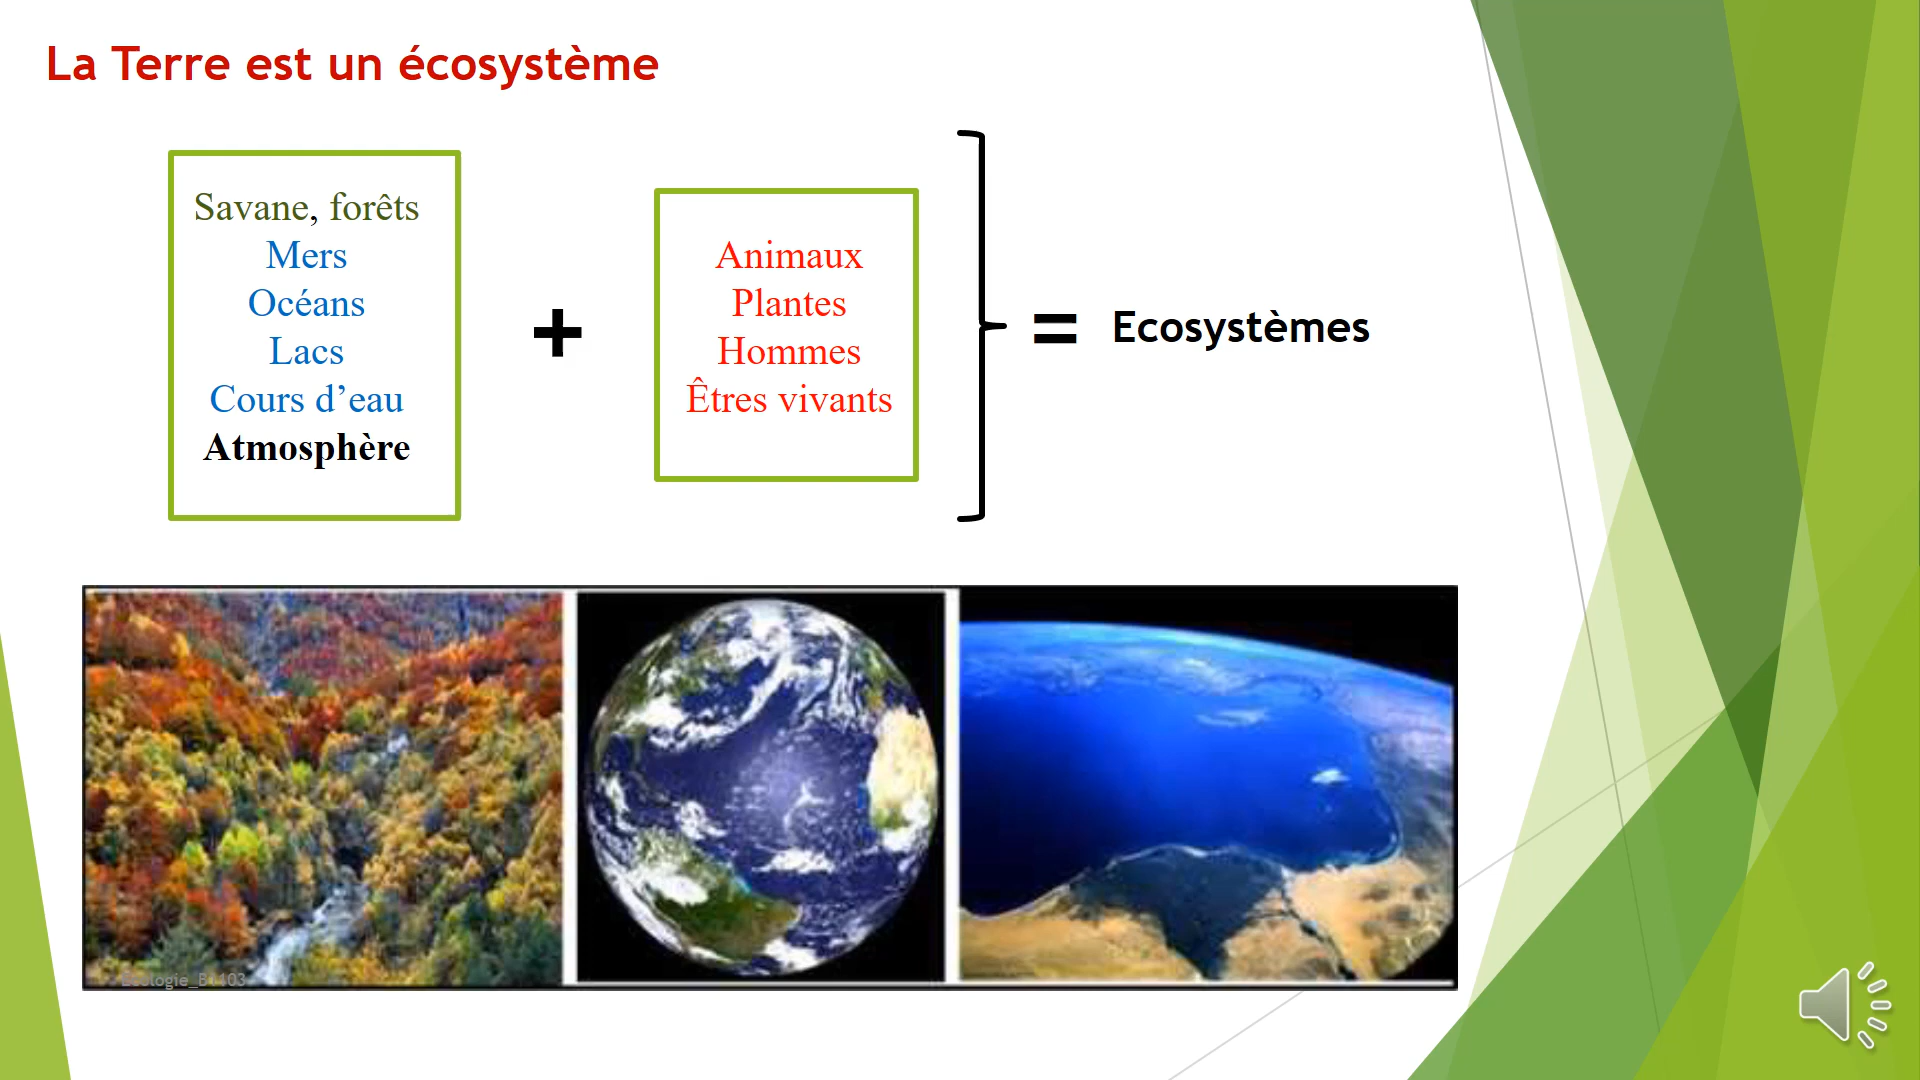 La Terre est un écosystème
Savane, forêts
Mers
Océans
Lacs
Cours d’eau
Atmosphère
+
Animaux
Plantes
Hommes
Êtres vivants
= Ecosystèmes